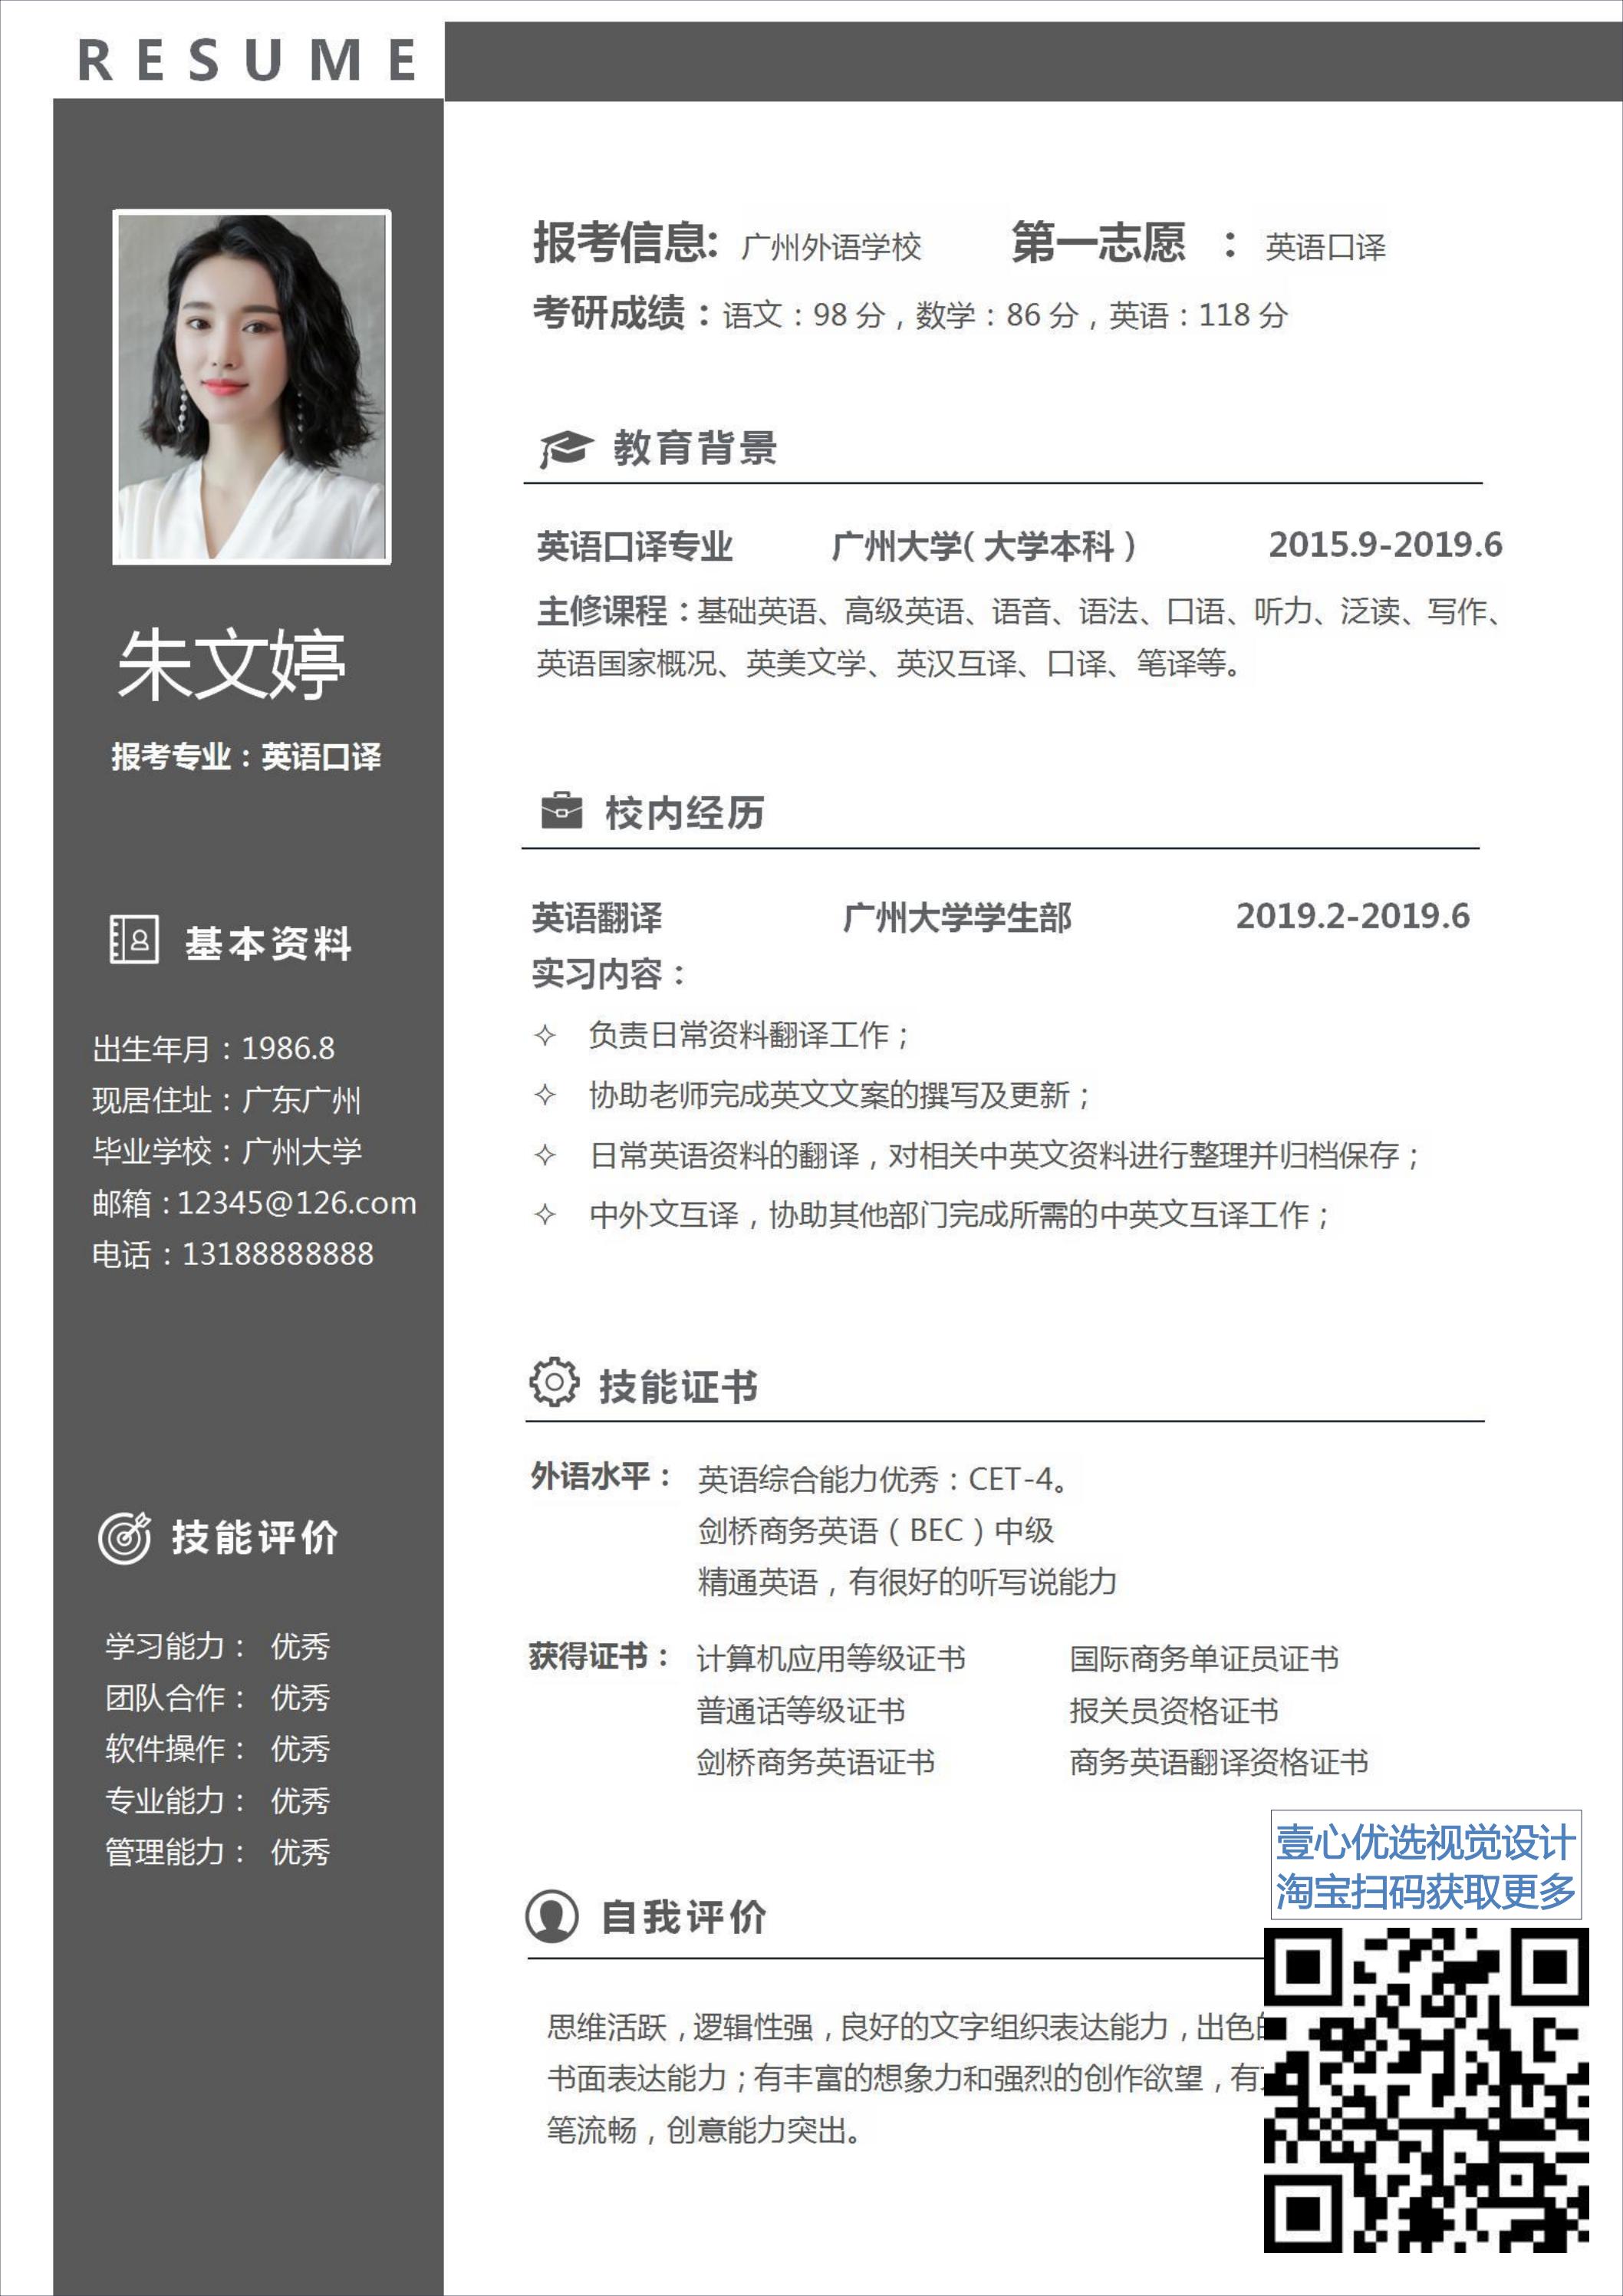 RESUME
朱文婷
报考专业：英语口译
基本资料
出生年月：1986.8
现居住址：广东广州
毕业学校：广州大学
邮箱：12345@126.com
电话：13188888888
技能评价
学习能力： 优秀
团队合作： 优秀
软件操作： 优秀
专业能力： 优秀
管理能力： 优秀
报考信息: 广州外语学校 第一志愿 ： 英语口译
考研成绩：语文：98 分，数学：86 分，英语：118 分
教育背景
英语口译专业 广州大学( 大学本科 ) 2015.9-2019.6
主修课程：基础英语、高级英语、语音、语法、口语、听力、泛读、写作、
英语国家概况、英美文学、英汉互译、口译、笔译等。
校内经历
英语翻译 广州大学学生部 2019.2-2019.6
实习内容：
✧ 负责日常资料翻译工作；
✧ 协助老师完成英文文案的撰写及更新；
✧ 日常英语资料的翻译，对相关中英文资料进行整理并归档保存；
✧ 中外文互译，协助其他部门完成所需的中英文互译工作；
技能证书
外语水平： 英语综合能力优秀：CET-4。
剑桥商务英语（BEC）中级
精通英语，有很好的听写说能力
获得证书： 计算机应用等级证书 国际商务单证员证书
普通话等级证书 报关员资格证书
剑桥商务英语证书 商务英语翻译资格证书
壹心优选视觉设计
淘宝扫码获取更多
自我评价
思维活跃，逻辑性强，良好的文字组织表达能力，出色
书面表达能力；有丰富的想象力和强烈的创作欲望，有
笔流畅，创意能力突出。